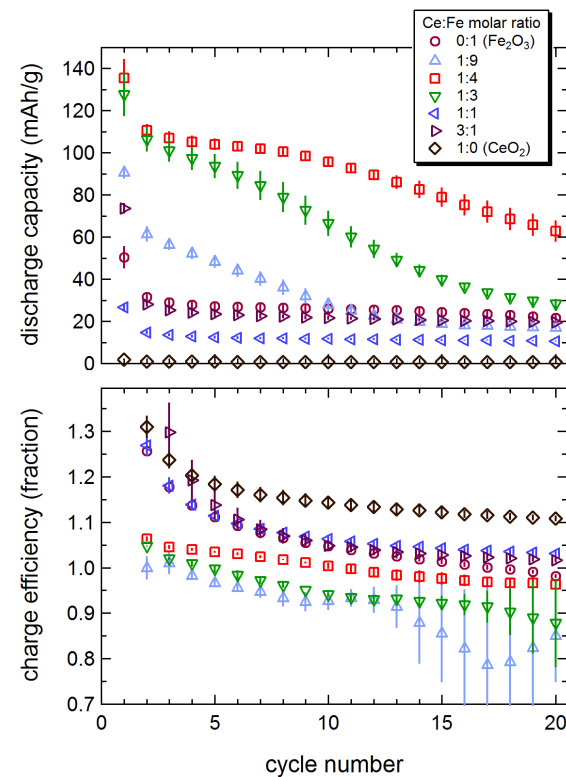 Ce:Fe molar ratio
0:1 (Fe₂O₃)
1:9
1:4
1:3
1:1
3:1
1:0 (CeO₂)
discharge capacity (mAh/g)
140
120
100
80
60
40
20
0
charge efficiency (fraction)
1.3
1.2
1.1
1.0
0.9
0.8
0.7
0 5 10 15 20
cycle number